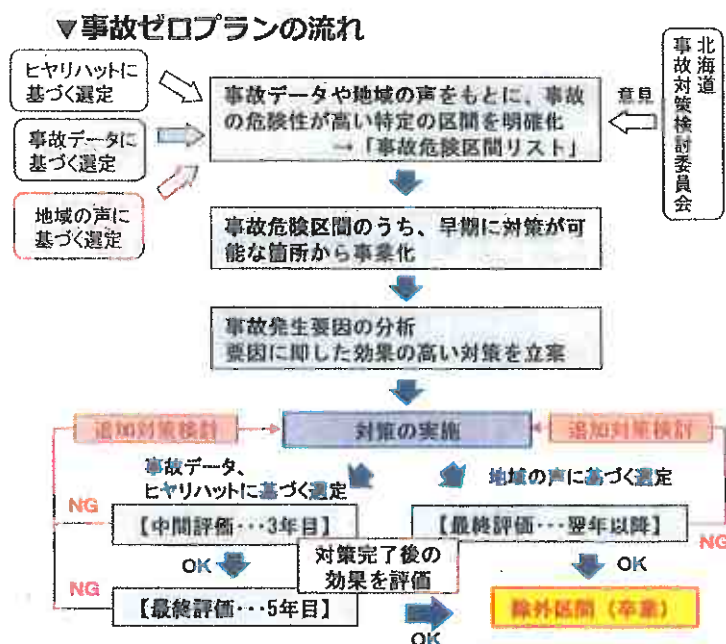 ▼事故ゼロプランの流れ
ヒヤリハットに
基づく選定
事故データに
基づく選定
地域の声に
基づく選定
事故データや地域の声をもとに、事故
の危険性が高い特定の区間を明確化
→「事故危険区間リスト」
意見
北海道
事故対策検討委員会
事故危険区間のうち、早期に対策が可
能な箇所から事業化
事故発生要因の分析
要因に即した効果の高い対策を立案
追加対策検討
対策の実施
追加対策検討
事故データ、
ヒヤリハットに基づく選定
地域の声に基づく選定
NG
【中間評価・・・3年目】
【最終評価・・・翌年以降】
NG
OK
対策完了後の
効果を評価
OK
NG
【最終評価・・・5年目】
OK
除外区間（卒業）